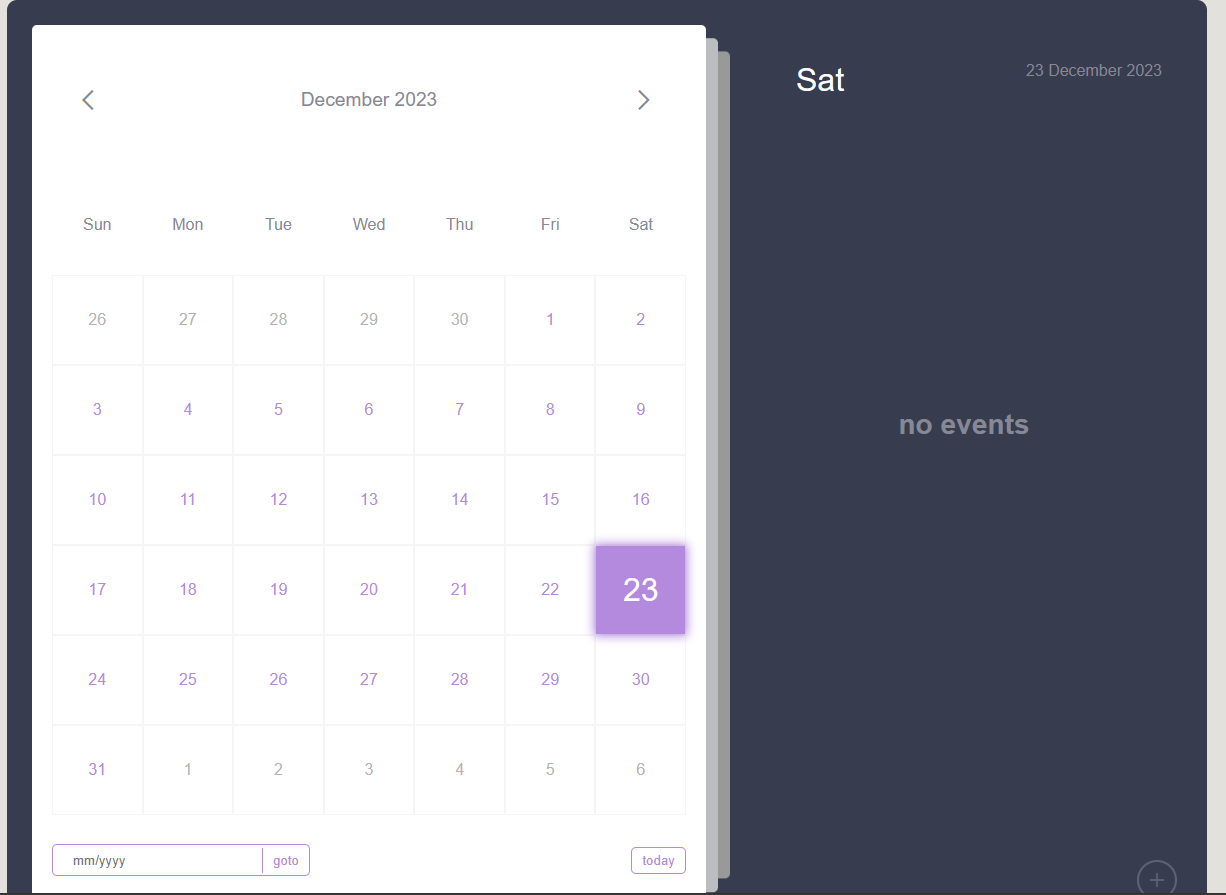 December 2023
Sun Mon Tue Wed Thu Fri Sat
26 27 28 29 30 1 2
3 4 5 6 7 8 9
10 11 12 13 14 15 16
17 18 19 20 21 22 23
24 25 26 27 28 29 30
31 1 2 3 4 5 6
mm/yyyy goto today
Sat 23 December 2023
no events
+